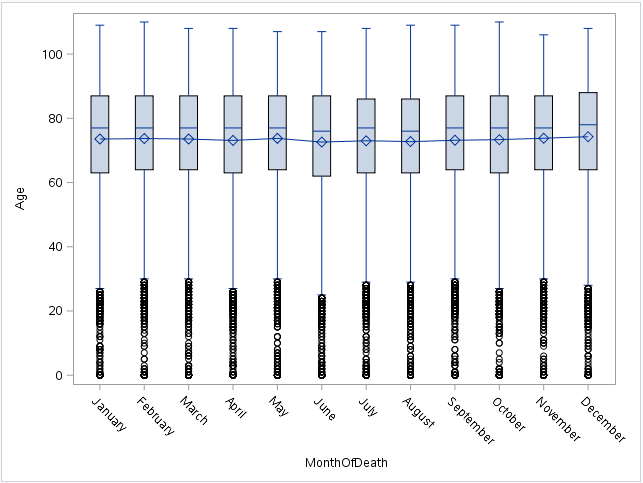 100
80
60
40
20
0
Age
January
February
March
April
May
June
July
August
September
October
November
December
MonthOfDeath